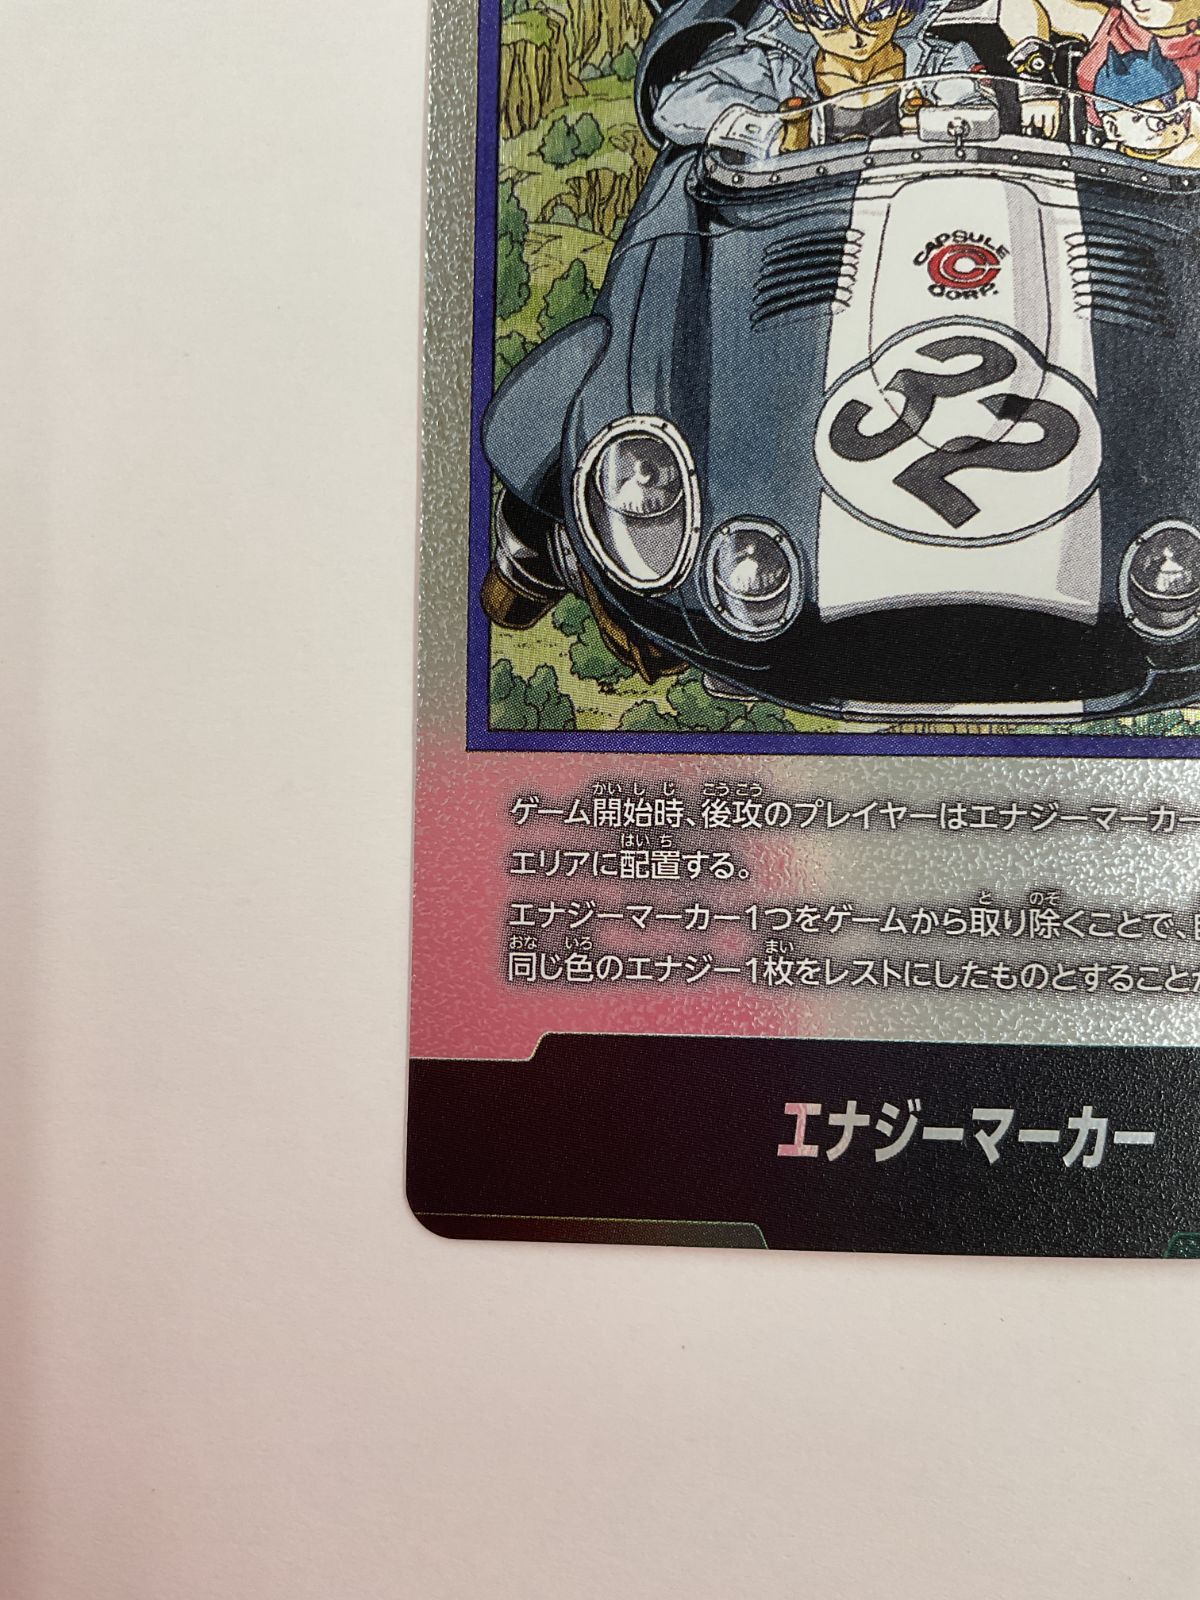 CAPSULE
CORP.
32
ゲーム開始時、後攻のプレイヤーはエナジーマーカー
エリアに配置する。
エナジーマーカー1つをゲームから取り除くことで、
同じ色のエナジー1枚をレストにしたものとすることが
エナジーマーカー